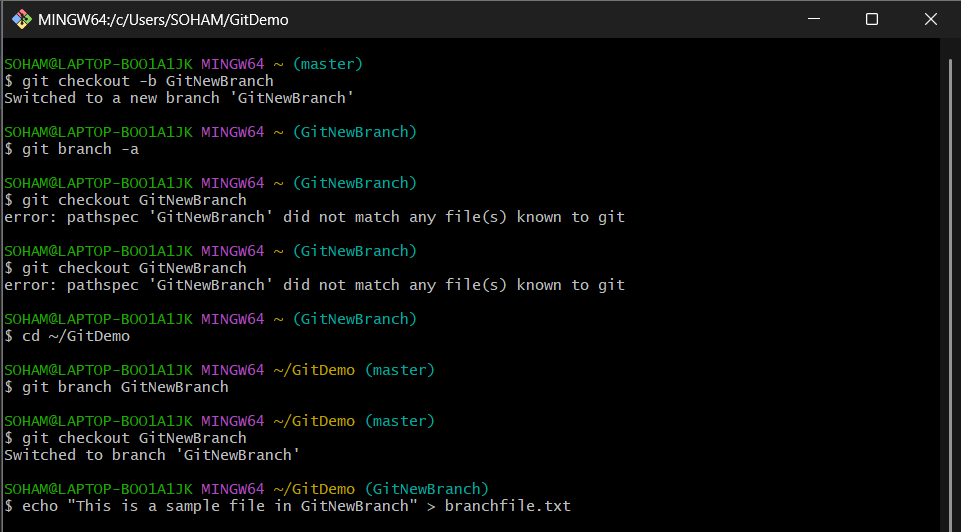 MINGW64:/c/Users/SOHAM/GitDemo
SOHAM@LAPTOP-BOO1A1JK MINGW64 ~ (master)
$ git checkout -b GitNewBranch
Switched to a new branch 'GitNewBranch'
SOHAM@LAPTOP-BOO1A1JK MINGW64 ~ (GitNewBranch)
$ git branch -a
SOHAM@LAPTOP-BOO1A1JK MINGW64 ~ (GitNewBranch)
$ git checkout GitNewBranch
error: pathspec 'GitNewBranch' did not match any file(s) known to git
SOHAM@LAPTOP-BOO1A1JK MINGW64 ~ (GitNewBranch)
$ git checkout GitNewBranch
error: pathspec 'GitNewBranch' did not match any file(s) known to git
SOHAM@LAPTOP-BOO1A1JK MINGW64 ~ (GitNewBranch)
$ cd ~/GitDemo
SOHAM@LAPTOP-BOO1A1JK MINGW64 ~/GitDemo (master)
$ git branch GitNewBranch
SOHAM@LAPTOP-BOO1A1JK MINGW64 ~/GitDemo (master)
$ git checkout GitNewBranch
Switched to branch 'GitNewBranch'
SOHAM@LAPTOP-BOO1A1JK MINGW64 ~/GitDemo (GitNewBranch)
$ echo "This is a sample file in GitNewBranch" > branchfile.txt